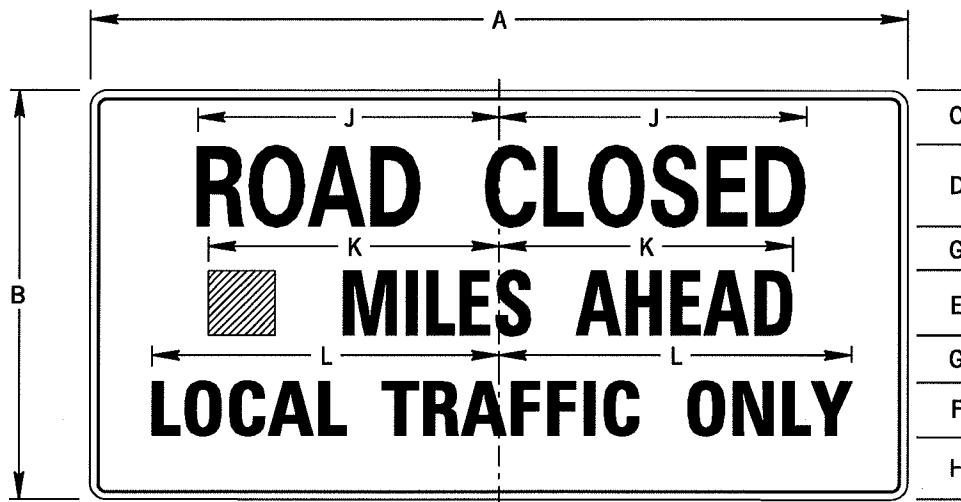 A
C
J J
ROAD CLOSED
D
K K
G
B
MILES AHEAD
E
L L
G
LOCAL TRAFFIC ONLY
F
H